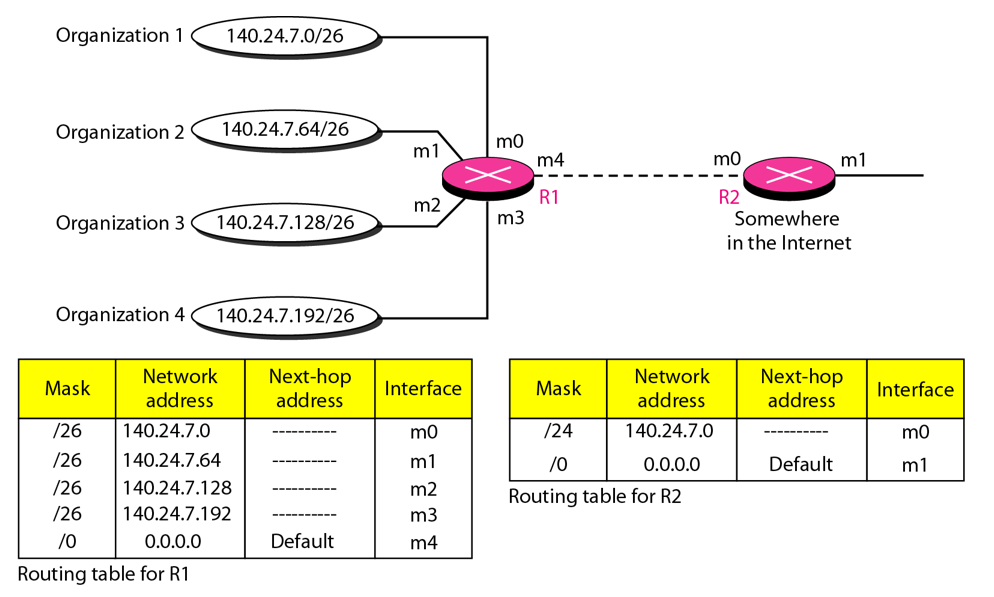 Organization 1
140.24.7.0/26
Organization 2
140.24.7.64/26
m1
m0
m4
R1
m0
R2
m1
Somewhere
in the Internet
Organization 3
140.24.7.128/26
m2
m3
Organization 4
140.24.7.192/26
Mask Network address Next-hop address Interface
/26 140.24.7.0 ---------- m0
/26 140.24.7.64 ---------- m1
/26 140.24.7.128 ---------- m2
/26 140.24.7.192 ---------- m3
/0 0.0.0.0 Default m4
Routing table for R1
Mask Network address Next-hop address Interface
/24 140.24.7.0 ---------- m0
/0 0.0.0.0 Default m1
Routing table for R2